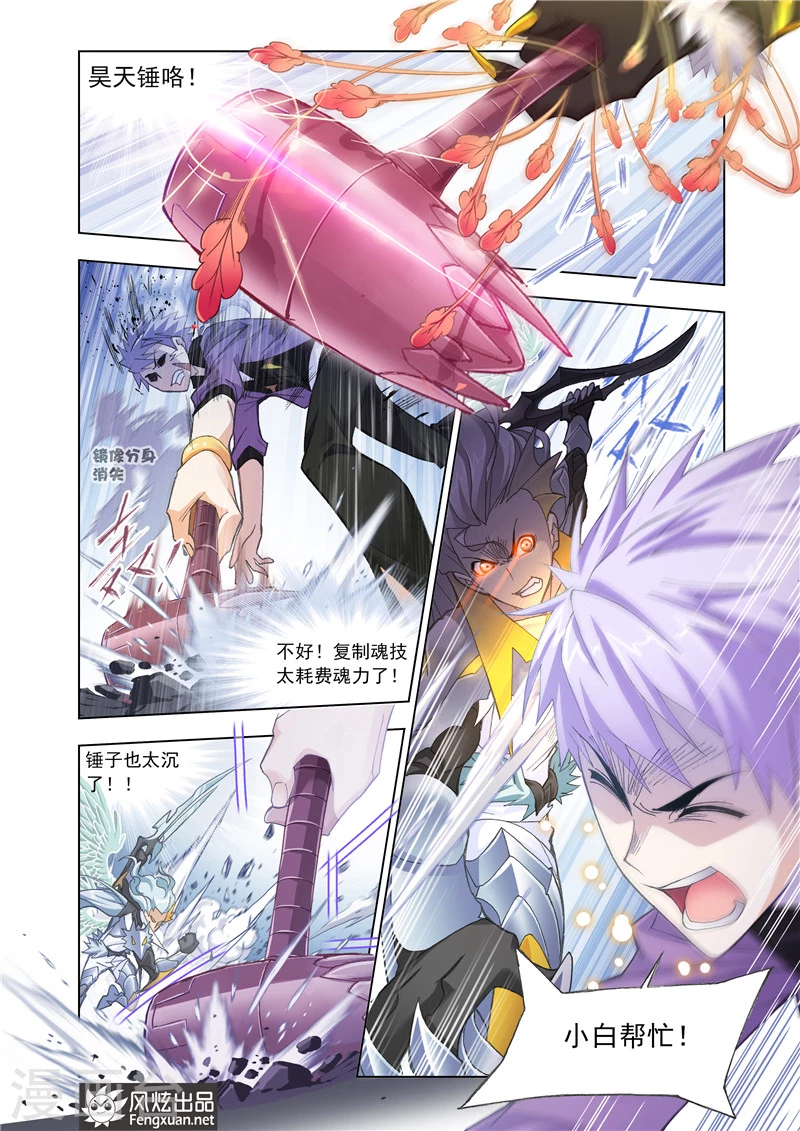 昊天锤咯！
镜像分身
消失
不好！复制魂技
太耗费魂力了！
锤子也太沉
了！！
小白帮忙！
风炫出品
Fengxuan.net